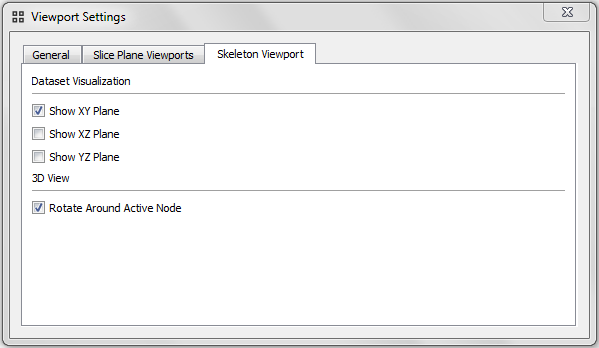 Viewport Settings
General Slice Plane Viewports Skeleton Viewport
Dataset Visualization
Show XY Plane
Show XZ Plane
Show YZ Plane
3D View
Rotate Around Active Node